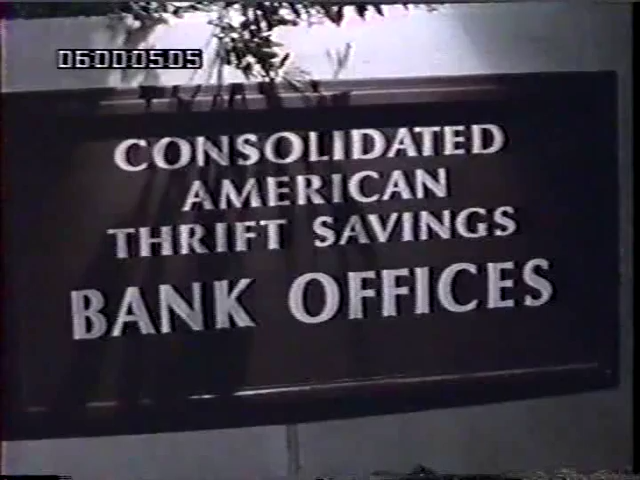 06:00:05:05
CONSOLIDATED
AMERICAN
THRIFT SAVINGS
BANK OFFICES